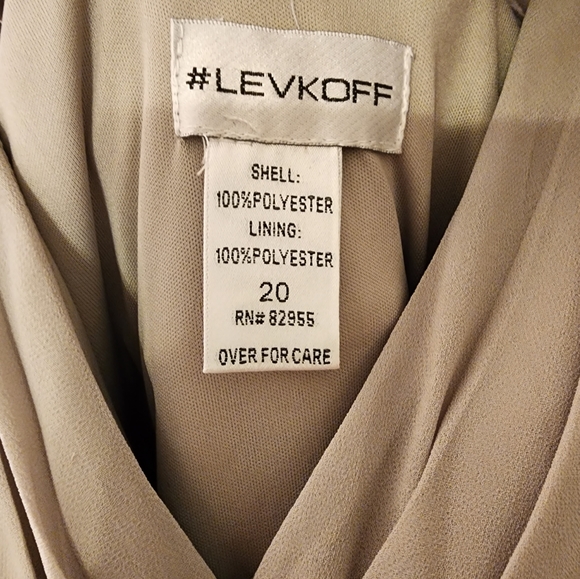 #LEVKOFF
SHELL:
100%POLYESTER
LINING:
100%POLYESTER
20
RN# 82955
OVER FOR CARE